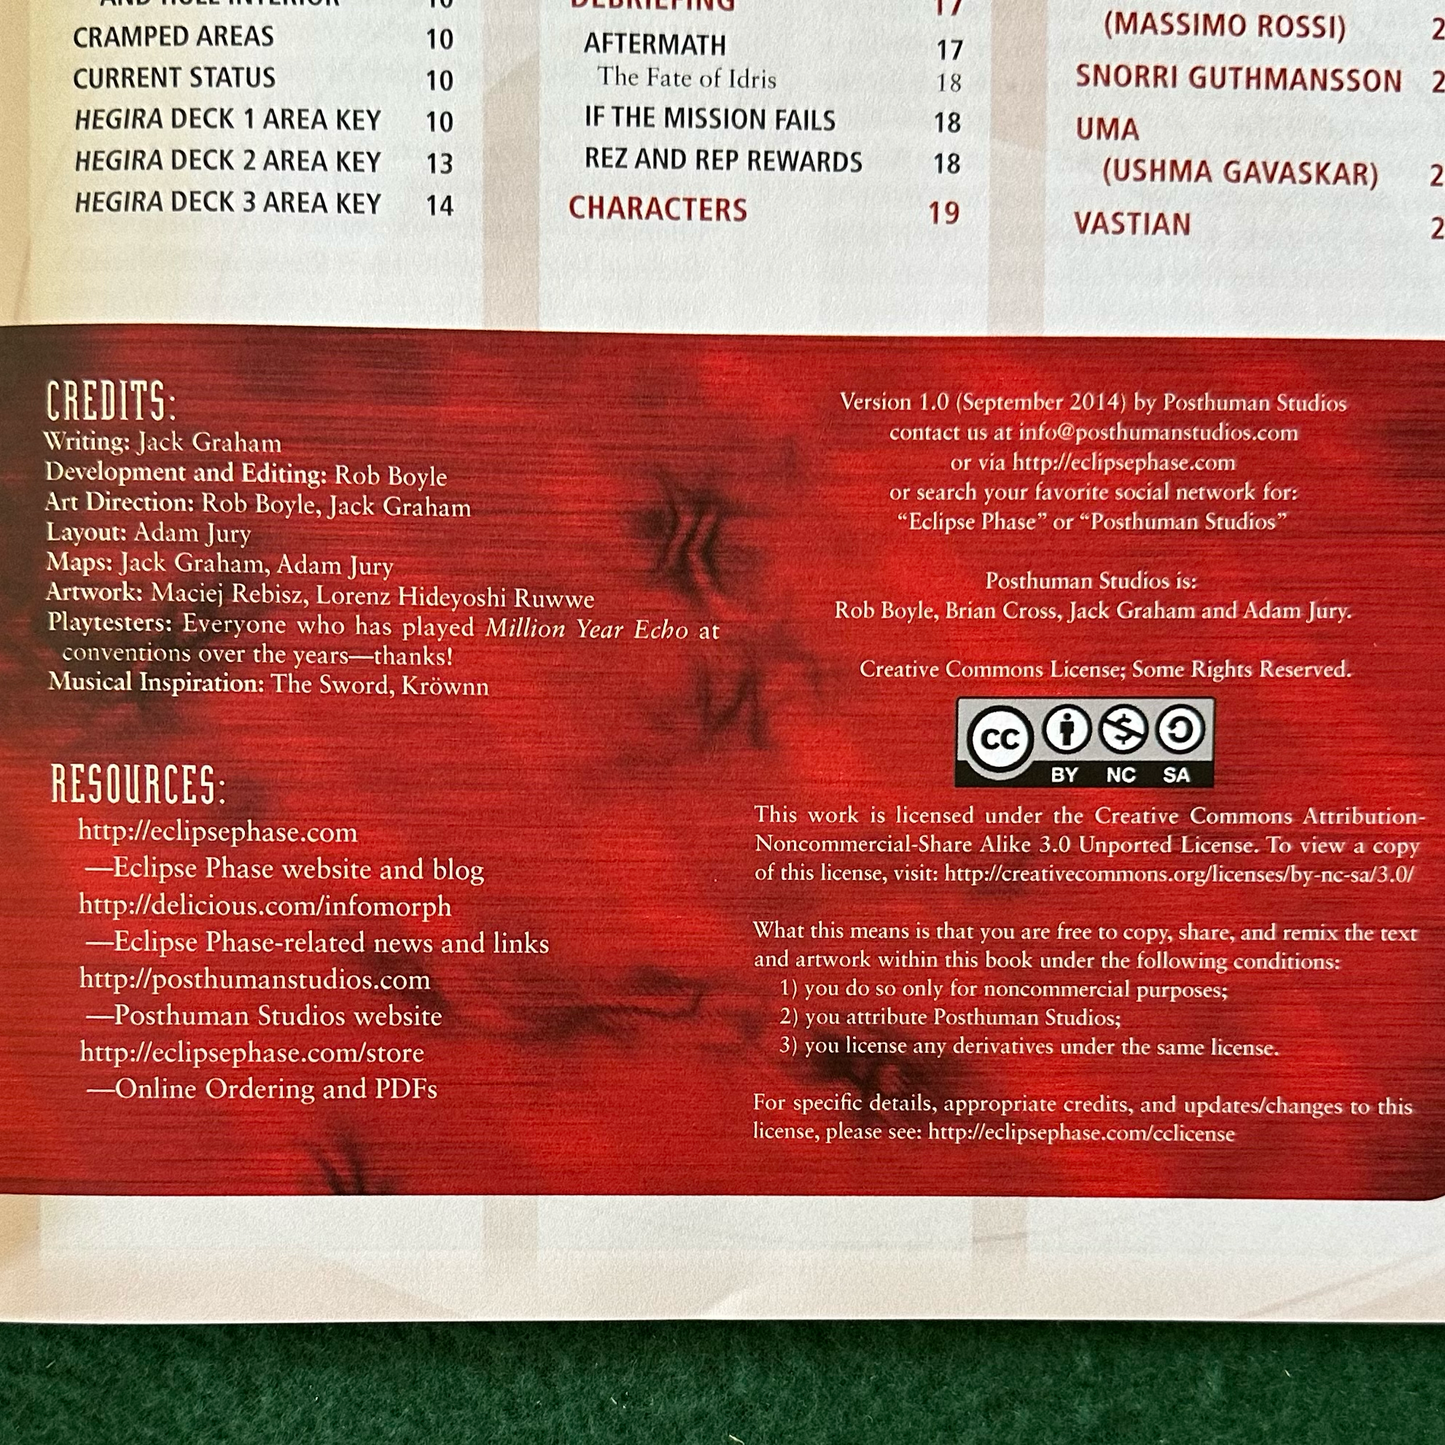 AND HULL INTERIOR 10
CRAMPED AREAS 10
CURRENT STATUS 10
HEGIRA DECK 1 AREA KEY 10
HEGIRA DECK 2 AREA KEY 13
HEGIRA DECK 3 AREA KEY 14
DEBRIEFING 17
AFTERMATH 17
The Fate of Idris 18
IF THE MISSION FAILS 18
REZ AND REP REWARDS 18
CHARACTERS 19
(MASSIMO ROSSI) 2
SNORRI GUTHMANSSON 2
UMA
(USHMA GAVASKAR) 2
VASTIAN 2
CREDITS:
Writing: Jack Graham
Development and Editing: Rob Boyle
Art Direction: Rob Boyle, Jack Graham
Layout: Adam Jury
Maps: Jack Graham, Adam Jury
Artwork: Maciej Rebisz, Lorenz Hideyoshi Ruwwe
Playtesters: Everyone who has played Million Year Echo at
conventions over the years—thanks!
Musical Inspiration: The Sword, Kröwnn
RESOURCES:
http://eclipsephase.com
—Eclipse Phase website and blog
http://delicious.com/infomorph
—Eclipse Phase-related news and links
http://posthumanstudios.com
—Posthuman Studios website
http://eclipsephase.com/store
—Online Ordering and PDFs
Version 1.0 (September 2014) by Posthuman Studios
contact us at info@posthumanstudios.com
or via http://eclipsephase.com
or search your favorite social network for:
“Eclipse Phase” or “Posthuman Studios”
Posthuman Studios is:
Rob Boyle, Brian Cross, Jack Graham and Adam Jury.
Creative Commons License; Some Rights Reserved.
cc
BY NC SA
This work is licensed under the Creative Commons Attribution-
Noncommercial-Share Alike 3.0 Unported License. To view a copy
of this license, visit: http://creativecommons.org/licenses/by-nc-sa/3.0/
What this means is that you are free to copy, share, and remix the text
and artwork within this book under the following conditions:
1) you do so only for noncommercial purposes;
2) you attribute Posthuman Studios;
3) you license any derivatives under the same license.
For specific details, appropriate credits, and updates/changes to this
license, please see: http://eclipsephase.com/cclicense